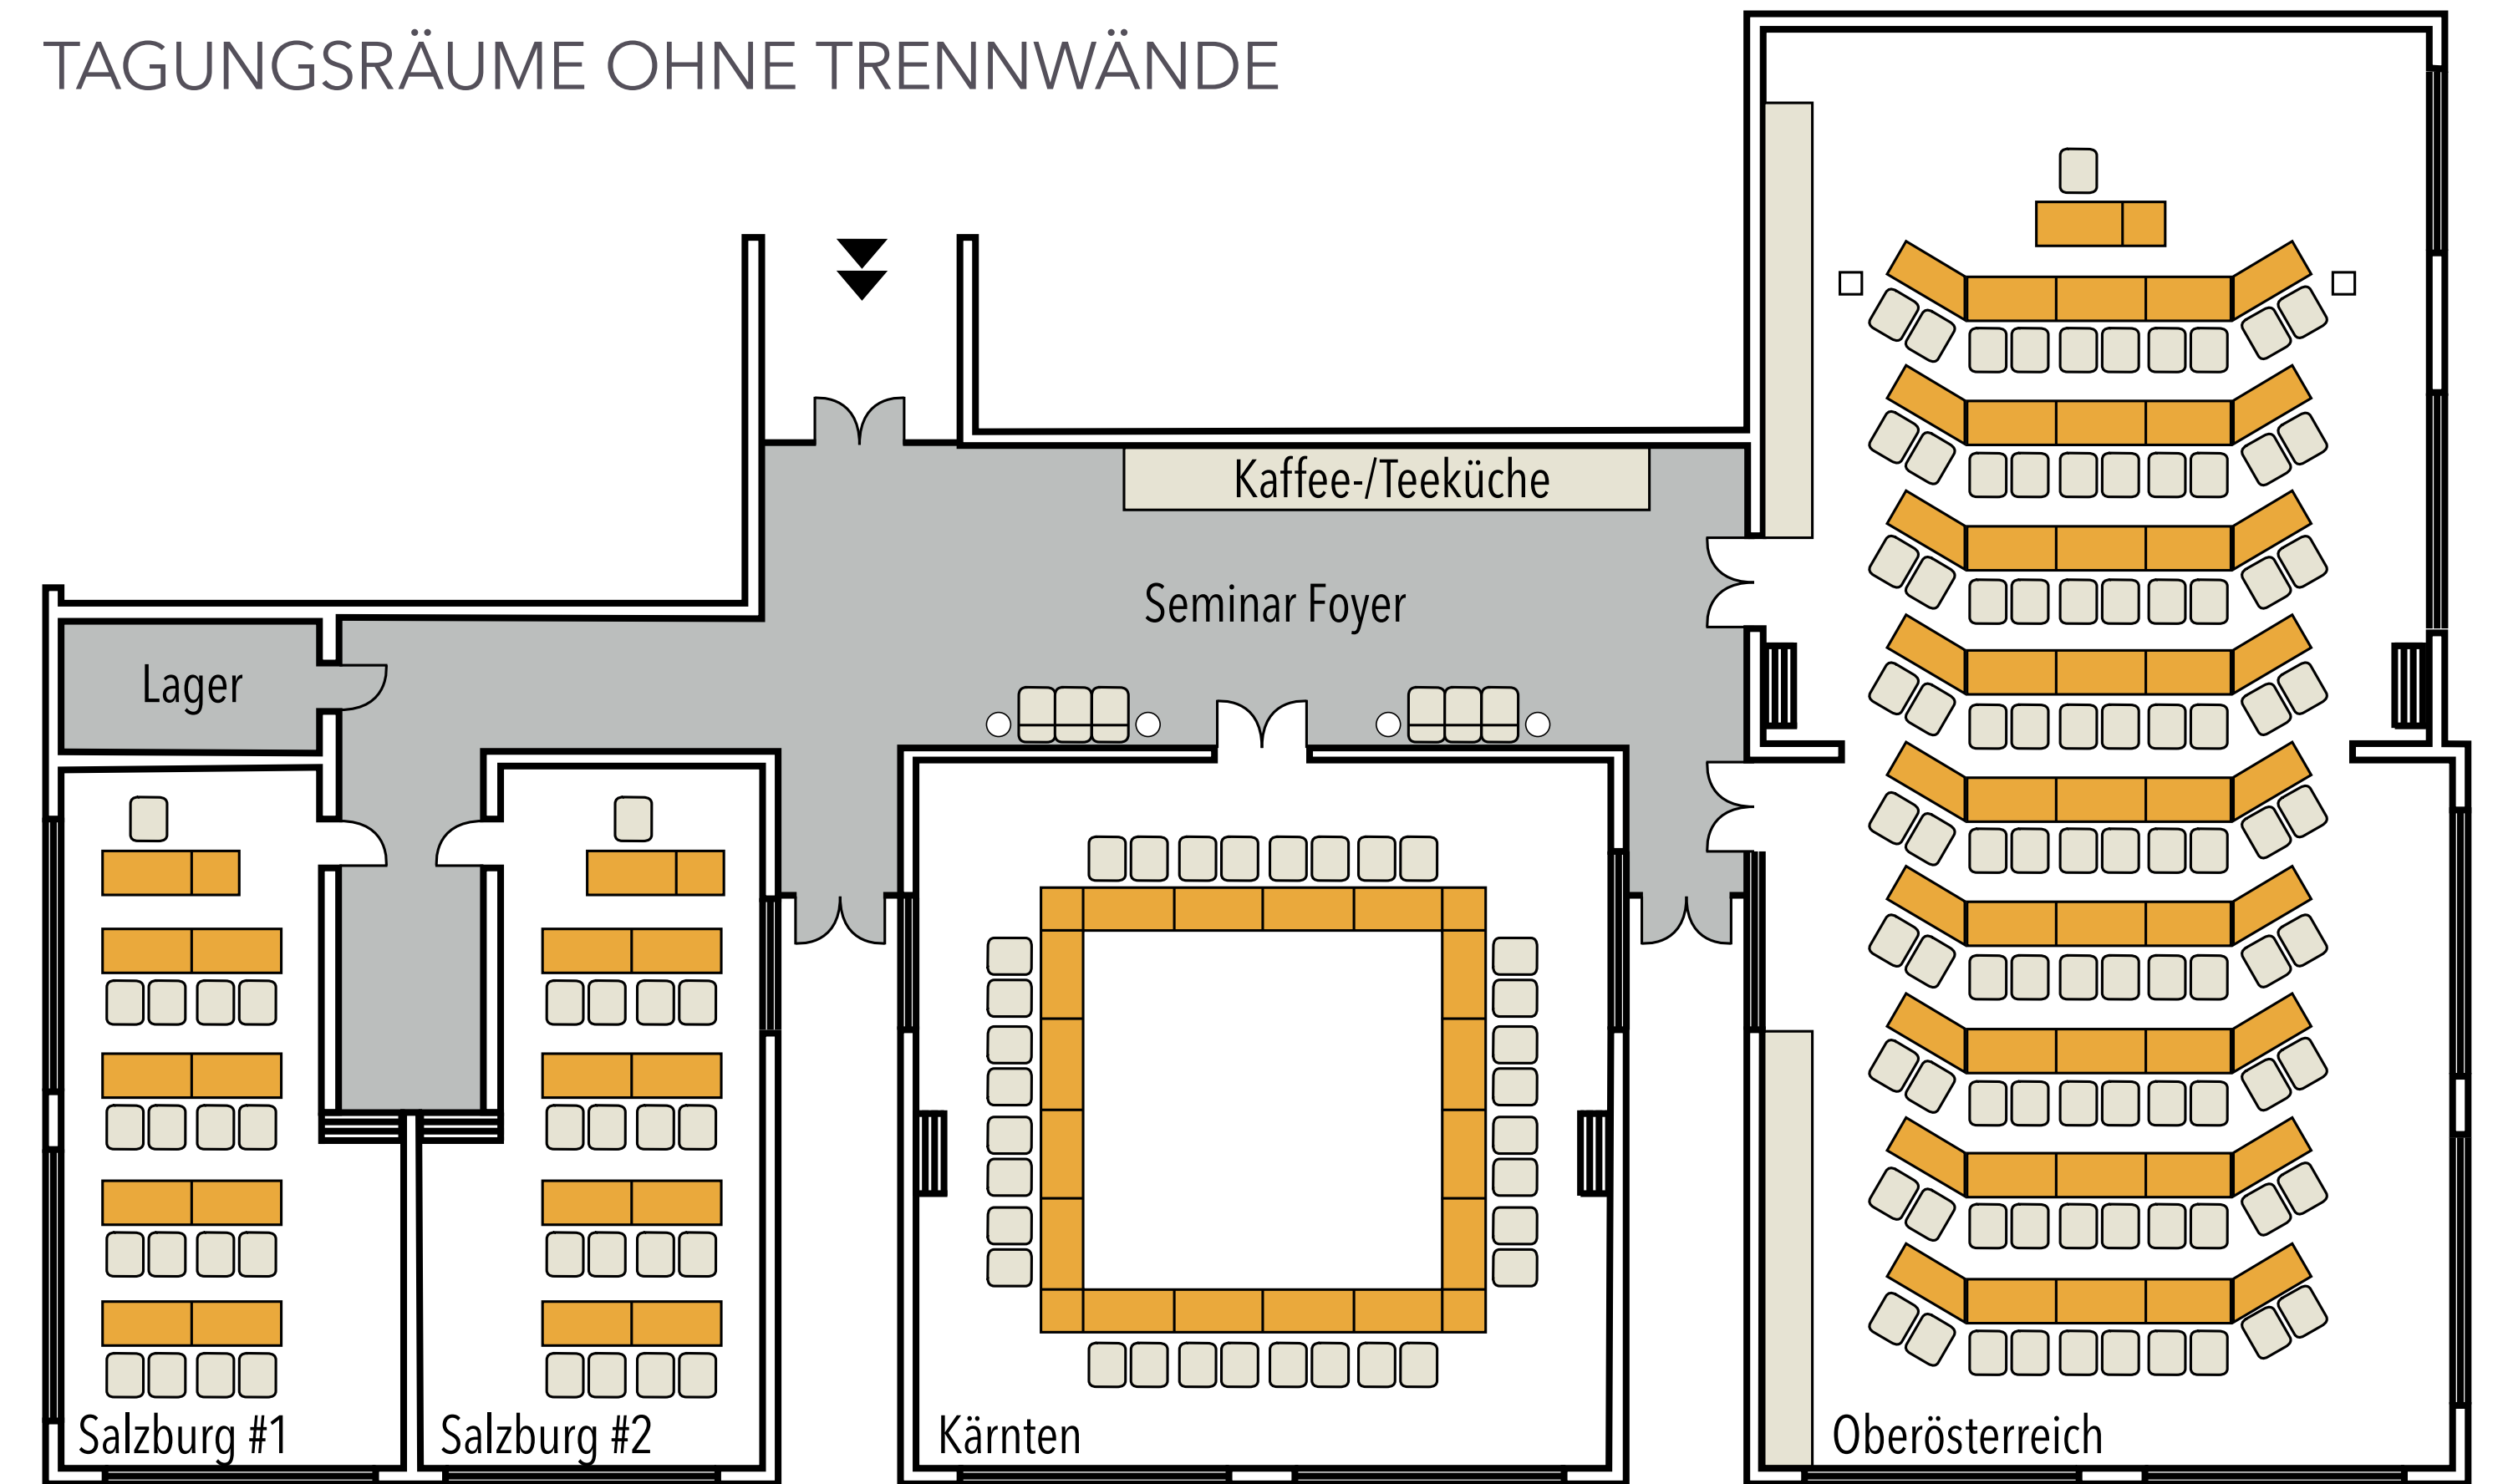 TAGUNGSRÄUME OHNE TRENNWÄNDE
Kaffee-/Teeküche
Seminar Foyer
Lager
Salzburg #1
Salzburg #2
Kärnten
Oberösterreich